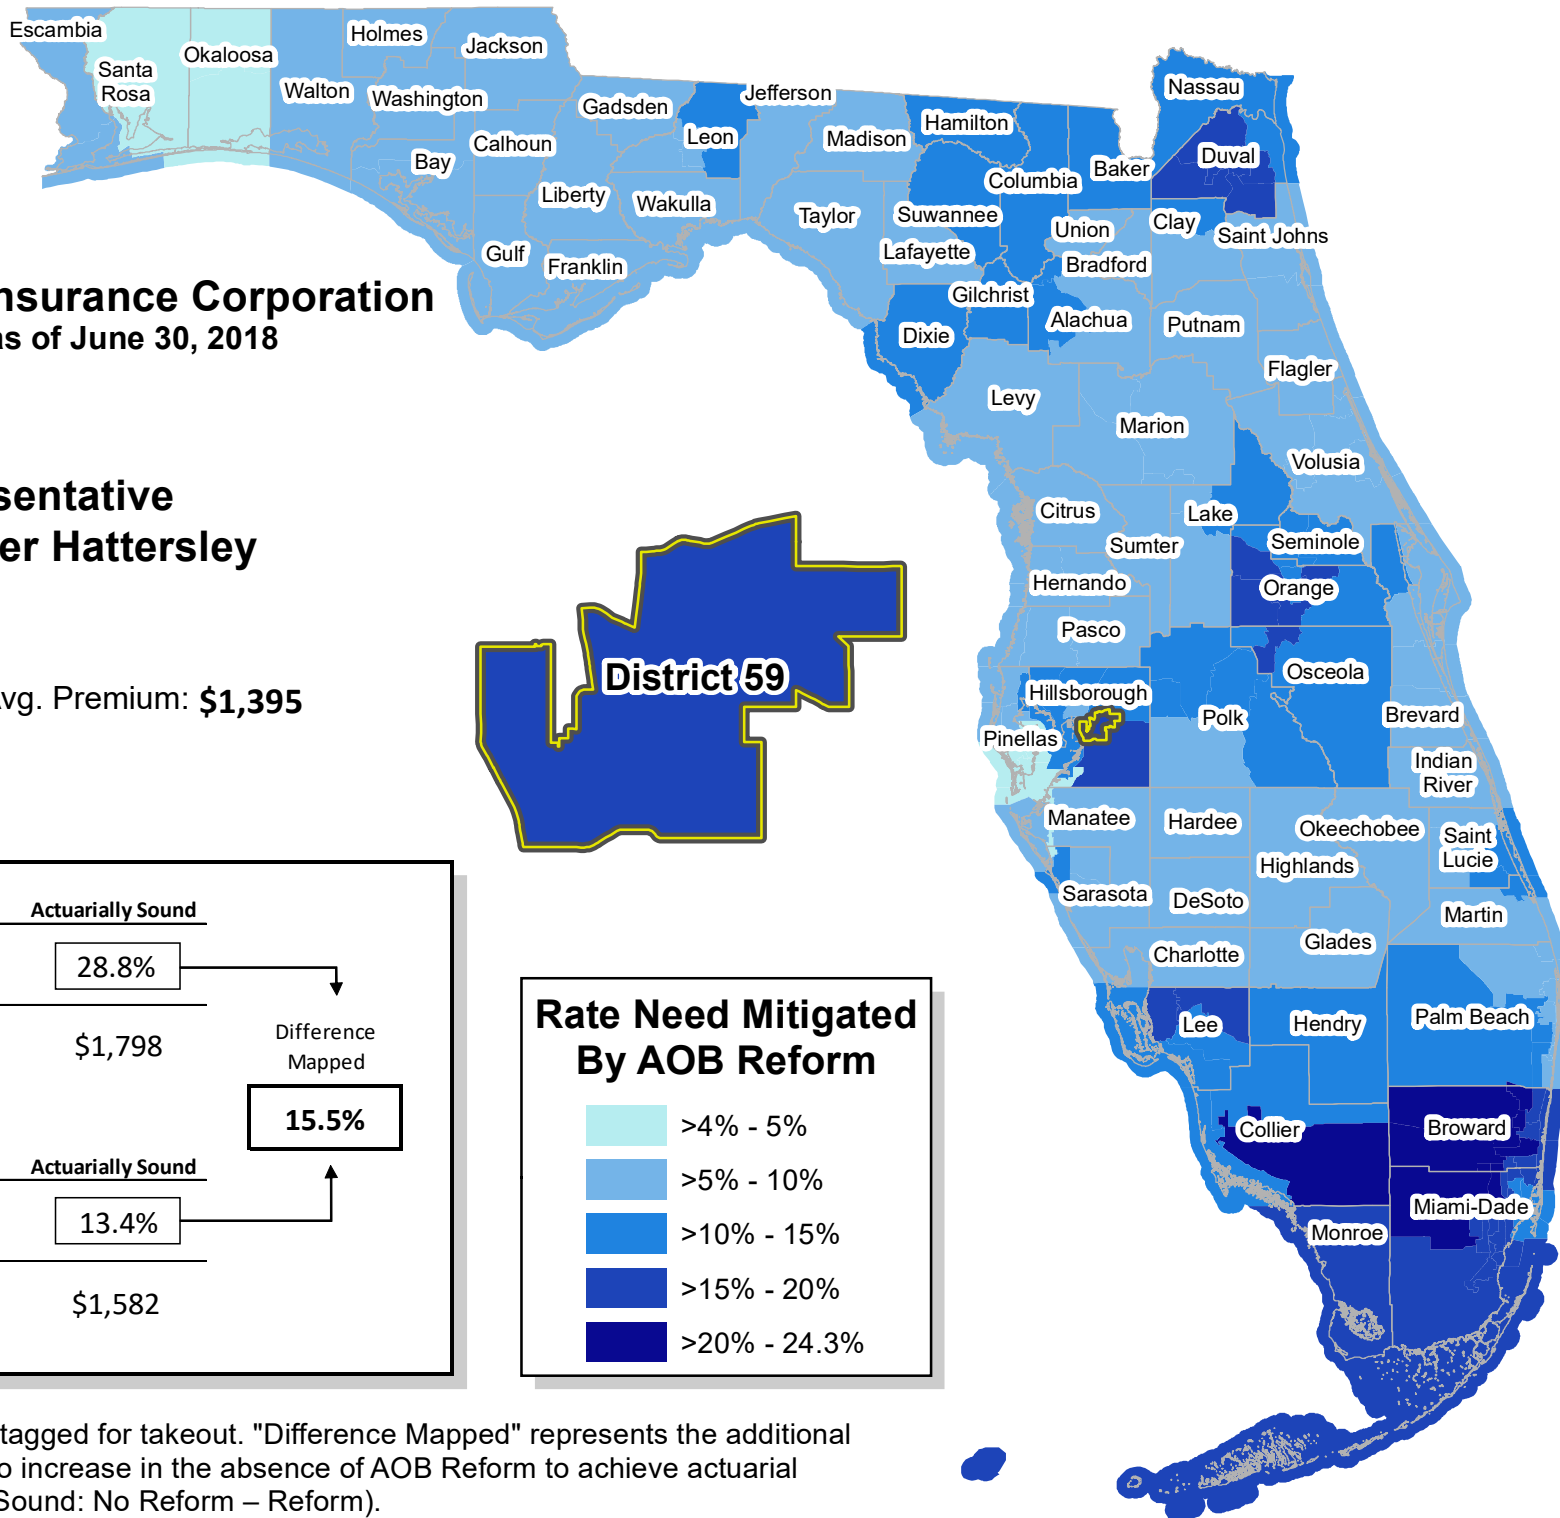 Escambia
Santa
Rosa
Okaloosa
Holmes
Jackson
Walton
Washington
Bay
Calhoun
Gadsden
Liberty
Gulf
Franklin
Leon
Wakulla
Jefferson
Madison
Taylor
Hamilton
Suwannee
Lafayette
Columbia
Baker
Nassau
Duval
Union
Clay
Saint Johns
Bradford
Gilchrist
Dixie
Alachua
Putnam
Flagler
Levy
Marion
Volusia
Citrus
Lake
Sumter
Seminole
Hernando
Orange
Pasco
Osceola
Hillsborough
Polk
Brevard
Pinellas
Indian
River
Manatee
Hardee
Okeechobee
Saint
Lucie
Highlands
Sarasota
DeSoto
Martin
Glades
Charlotte
Lee
Hendry
Palm Beach
Collier
Broward
Miami-Dade
Monroe
nsurance Corporation
as of June 30, 2018
sentative
er Hattersley
vg. Premium: $1,395
District 59
Actuarially Sound
28.8%
$1,798
Difference
Mapped
15.5%
Actuarially Sound
13.4%
$1,582
Rate Need Mitigated
By AOB Reform
>4% - 5%
>5% - 10%
>10% - 15%
>15% - 20%
>20% - 24.3%
tagged for takeout. "Difference Mapped" represents the additional
o increase in the absence of AOB Reform to achieve actuarial
Sound: No Reform – Reform).